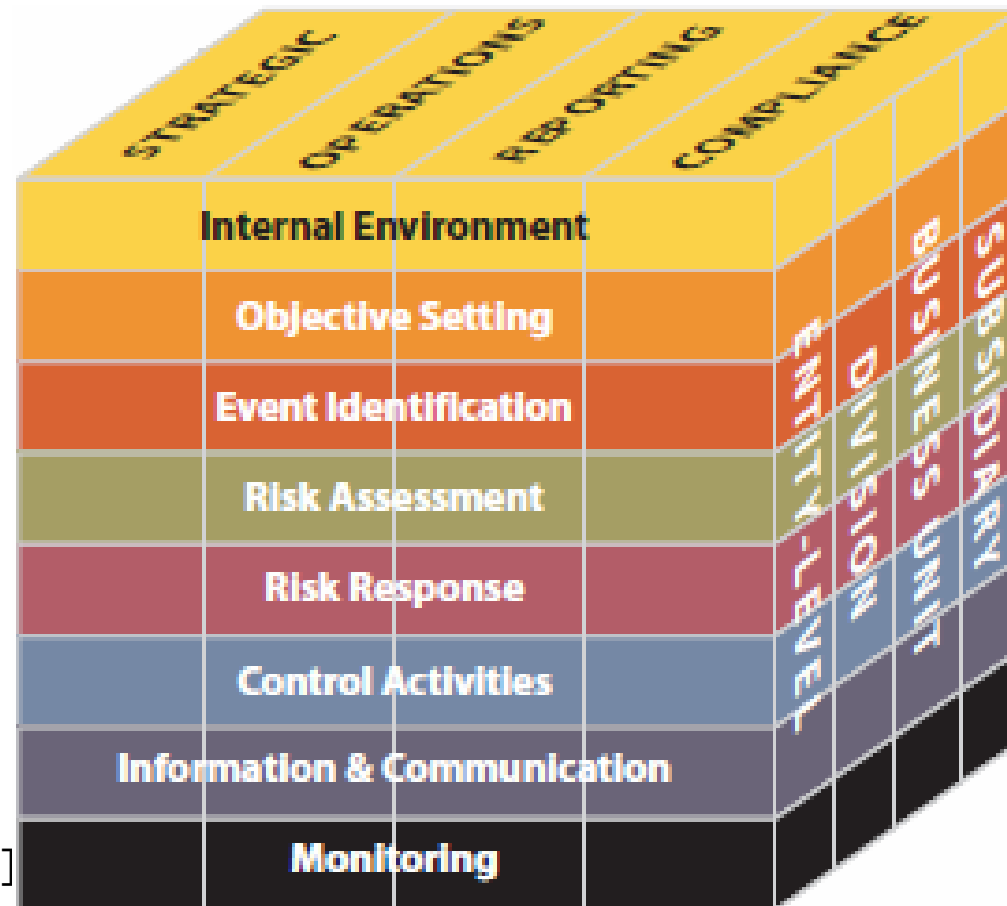 STRATEGIC
OPERATIONS
REPORTING
COMPLIANCE
Internal Environment
Objective Setting
Event Identification
Risk Assessment
Risk Response
Control Activities
Information & Communication
Monitoring
]
ENTITY-LEVEL
DIVISION
BUSINESS UNIT
SUBSIDIARY